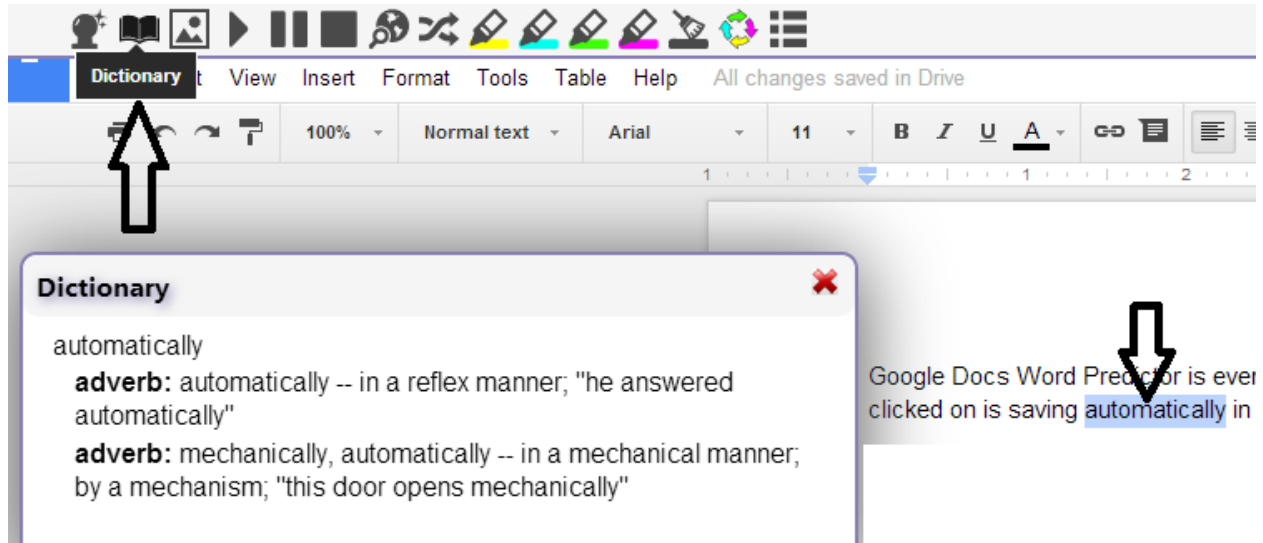 Dictionary
View Insert Format Tools Table Help All changes saved in Drive
100% Normal text Arial 11 B I U A
1 1 2
Dictionary
automatically
adverb: automatically -- in a reflex manner; "he answered
automatically"
adverb: mechanically, automatically -- in a mechanical manner;
by a mechanism; "this door opens mechanically"
Google Docs Word Predictor is
clicked on is saving automatically in